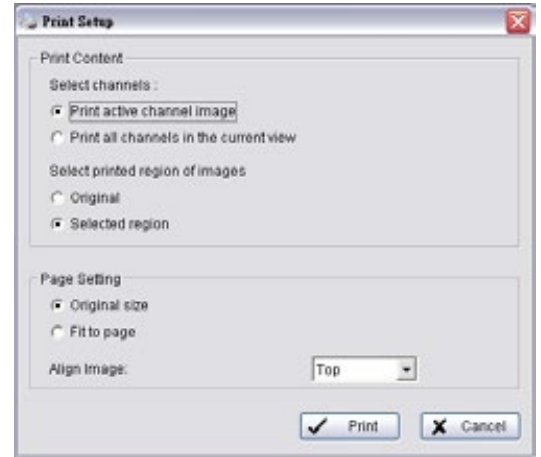 Print Setup
Print Content
Select channels :
Print active channel image
Print all channels in the current view
Select printed region of images
Original
Selected region
Page Setting
Original size
Fit to page
Align Image: Top
Print Cancel